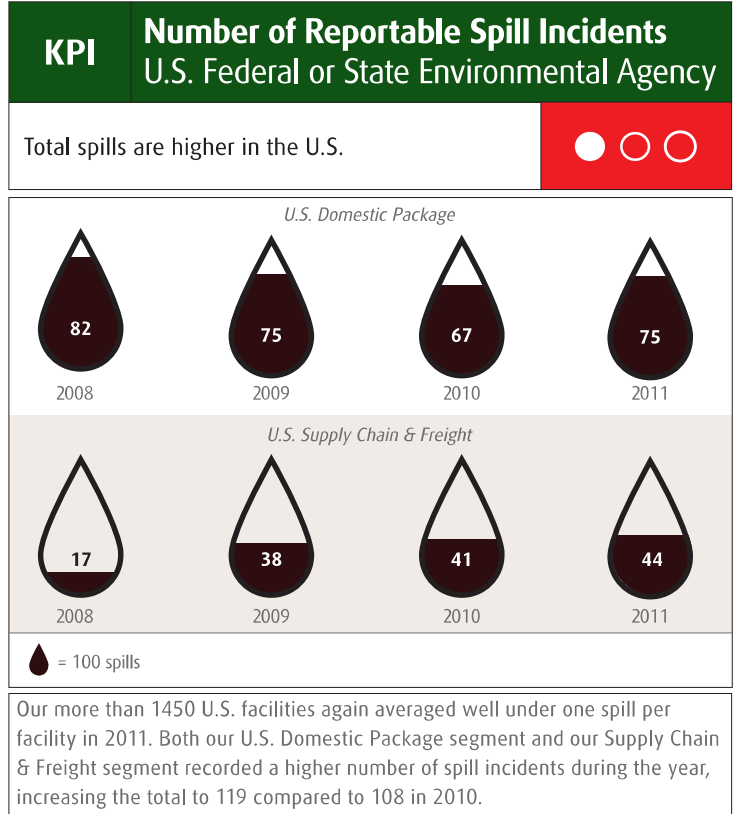 KPI
Number of Reportable Spill Incidents
U.S. Federal or State Environmental Agency
Total spills are higher in the U.S.
U.S. Domestic Package
82
75
67
75
2008
2009
2010
2011
U.S. Supply Chain & Freight
17
38
41
44
2008
2009
2010
2011
= 100 spills
Our more than 1450 U.S. facilities again averaged well under one spill per
facility in 2011. Both our U.S. Domestic Package segment and our Supply Chain
& Freight segment recorded a higher number of spill incidents during the year,
increasing the total to 119 compared to 108 in 2010.